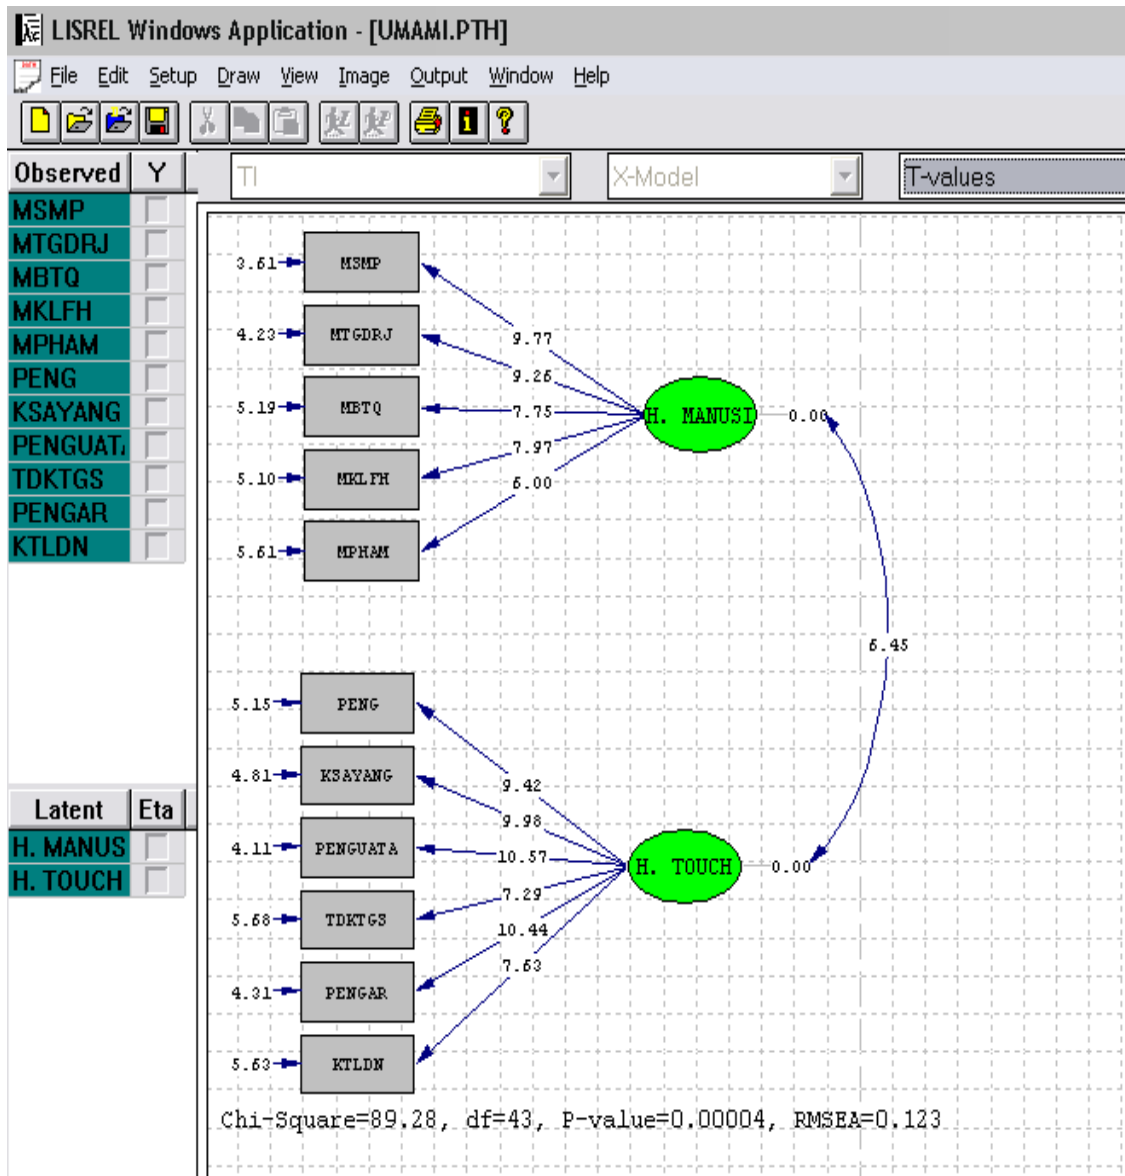 LISREL Windows Application - [UMAMI.PTH]
File Edit Setup Draw View Image Output Window Help
Observed Y
TI X-Model T-values
MSMP
MTGDRJ
MBTQ
MKLFH
MPHAM
PENG
KSAYANG
PENGUAT
TDKTGS
PENGAR
KTLDN
Latent Eta
H. MANUS
H. TOUCH
3.61 MSMP
9.77
4.23 MTGDRJ
9.26
5.19 MBTQ 7.75 H. MANUSI 0.00
7.97
5.10 MKLFH
6.00
5.61 MPHAM
6.45
5.15 PENG
9.42
4.81 KSAYANG
9.98
4.11 PENGUATA 10.57 H. TOUCH 0.00
7.29
5.68 TDKTGS
10.44
7.63
4.31 PENGAR
5.63 KTLDN
Chi-Square=89.28, df=43, P-value=0.00004, RMSEA=0.123